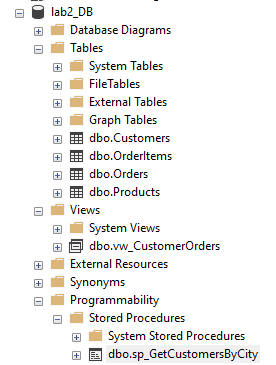 lab2_DB
Database Diagrams
Tables
System Tables
FileTables
External Tables
Graph Tables
dbo.Customers
dbo.OrderItems
dbo.Orders
dbo.Products
Views
System Views
dbo.vw_CustomerOrders
External Resources
Synonyms
Programmability
Stored Procedures
System Stored Procedures
dbo.sp_GetCustomersByCity